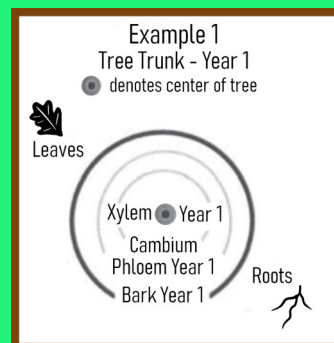 Example 1
Tree Trunk - Year 1
denotes center of tree
Leaves
Xylem Year 1
Cambium
Phloem Year 1
Bark Year 1
Roots